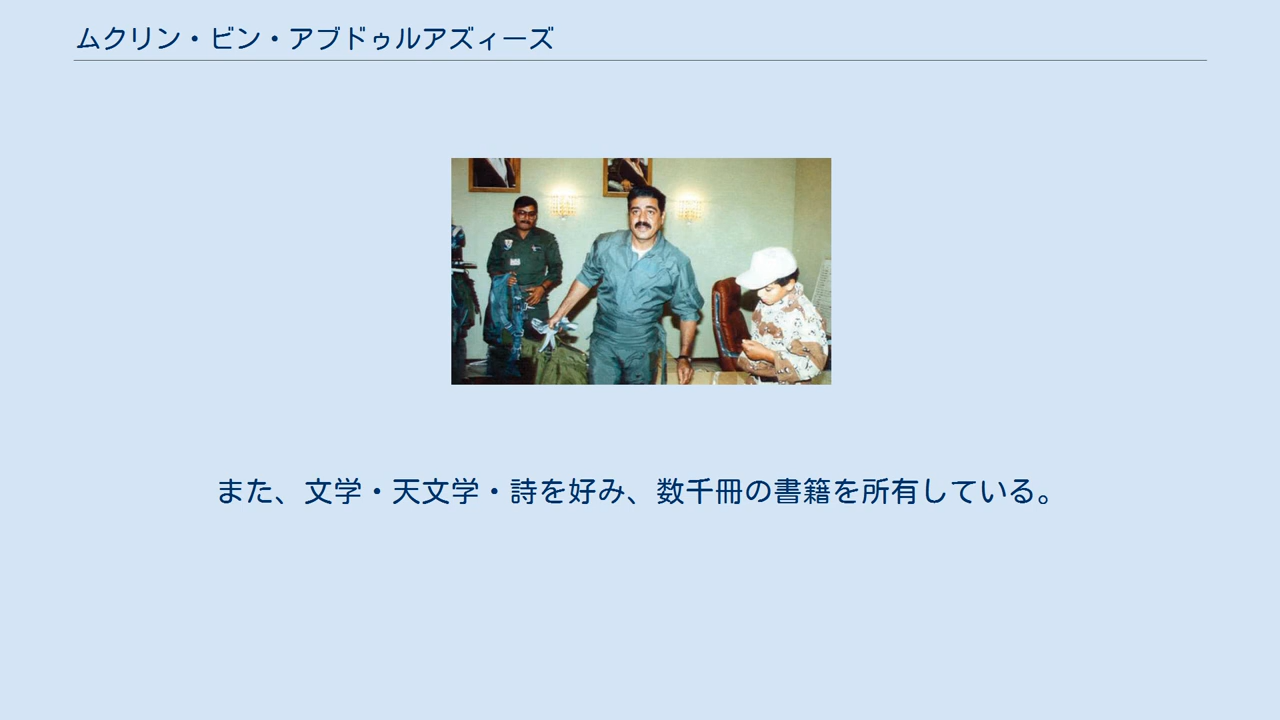 ムクリン・ビン・アブドゥルアズィーズ
また、文学・天文学・詩を好み、数千冊の書籍を所有している。